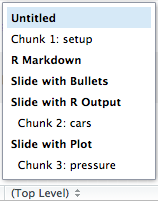 Untitled
Chunk 1: setup
R Markdown
Slide with Bullets
Slide with R Output
Chunk 2: cars
Slide with Plot
Chunk 3: pressure
(Top Level)